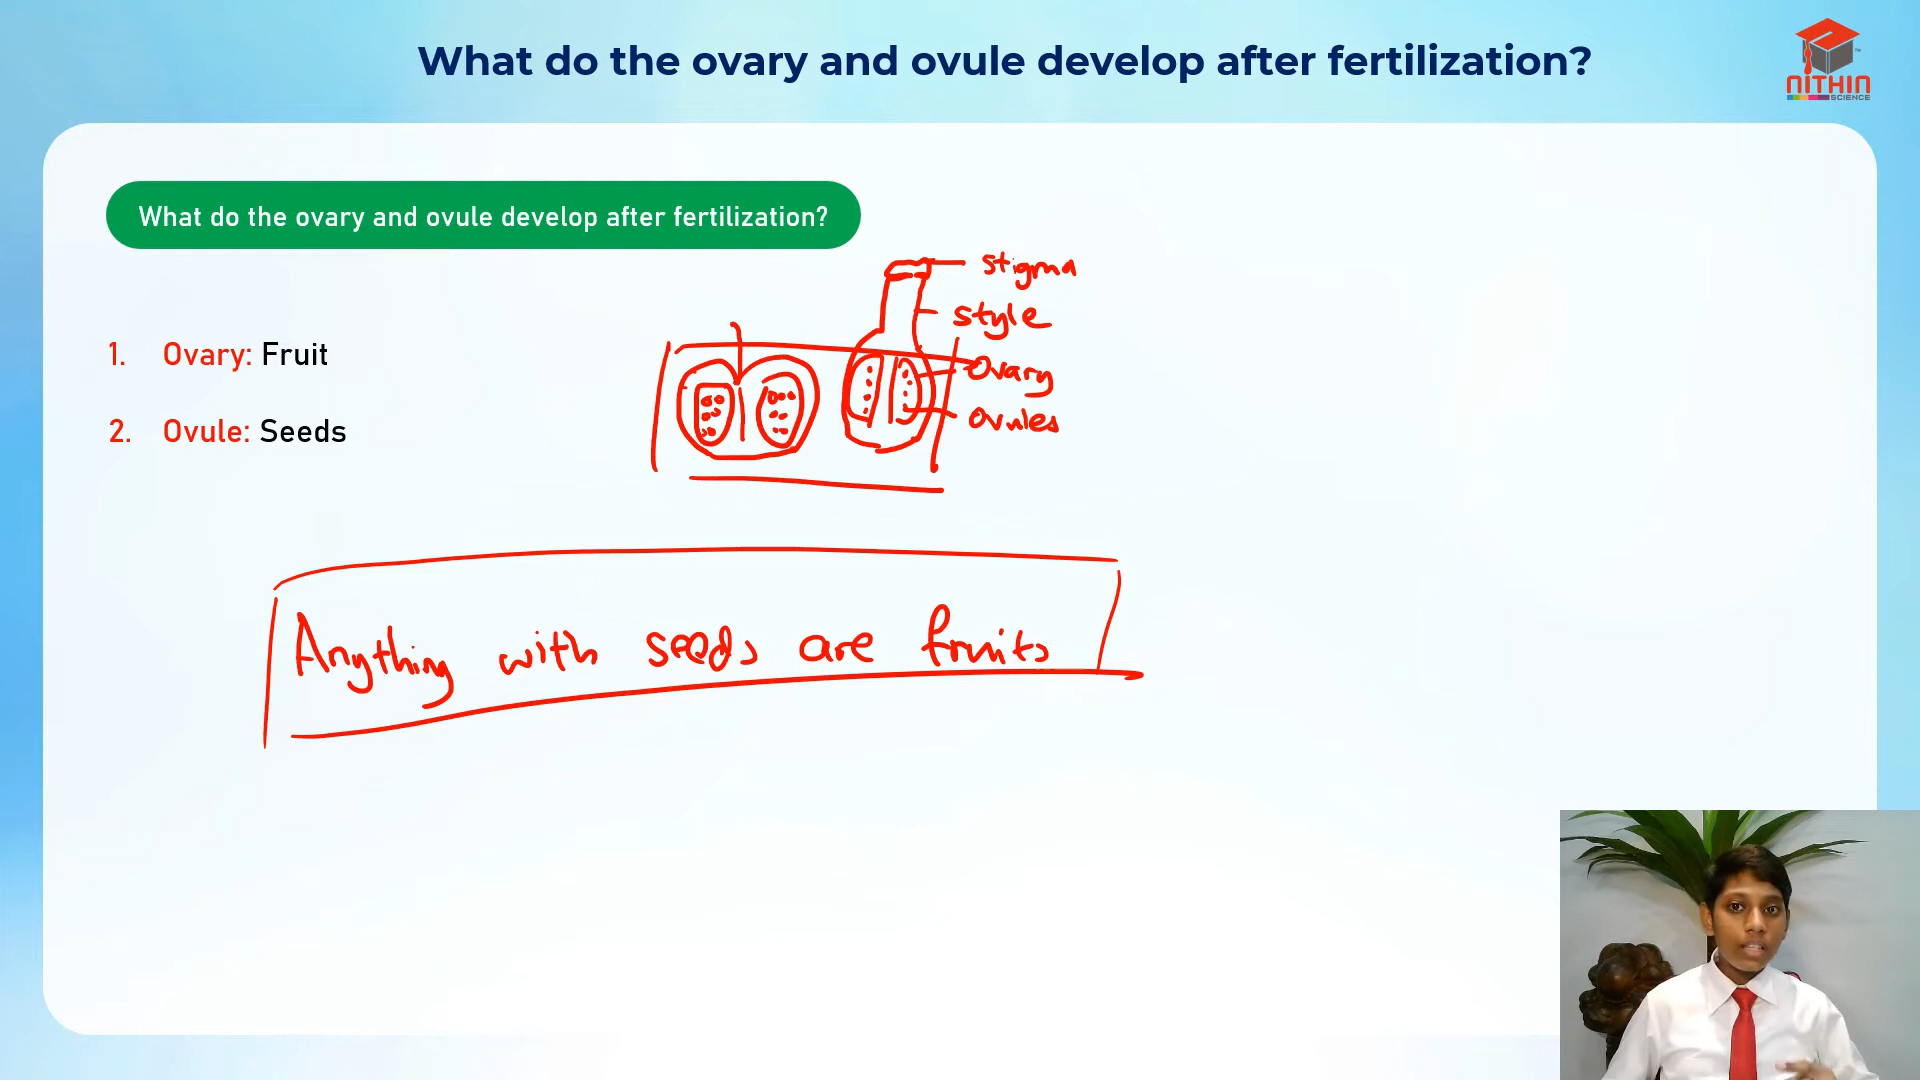 What do the ovary and ovule develop after fertilization?
NiTHiN
SCIENCE
What do the ovary and ovule develop after fertilization?
stigma
style
1. Ovary: Fruit
Ovary
2. Ovule: Seeds
Ovules
Anything with seeds are fruits